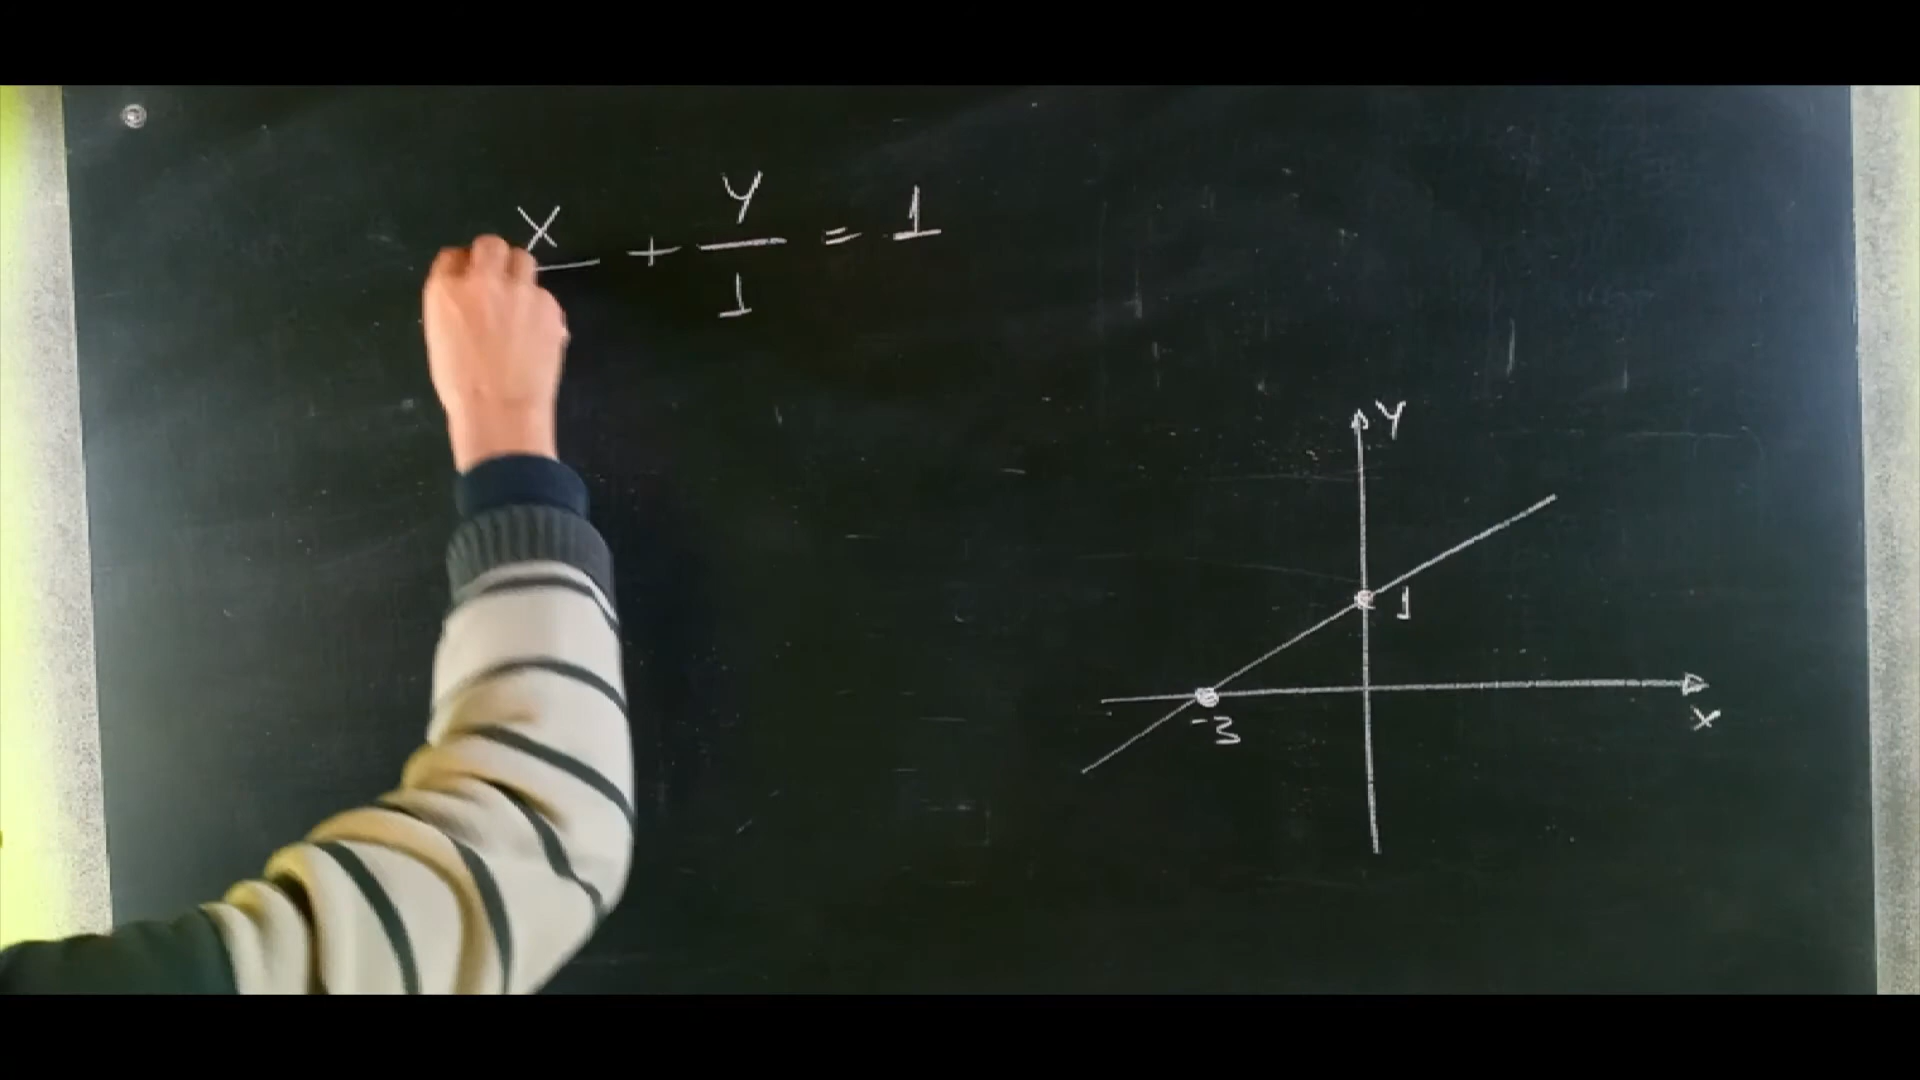 X + Y/1 = 1
Y
1
-3
X